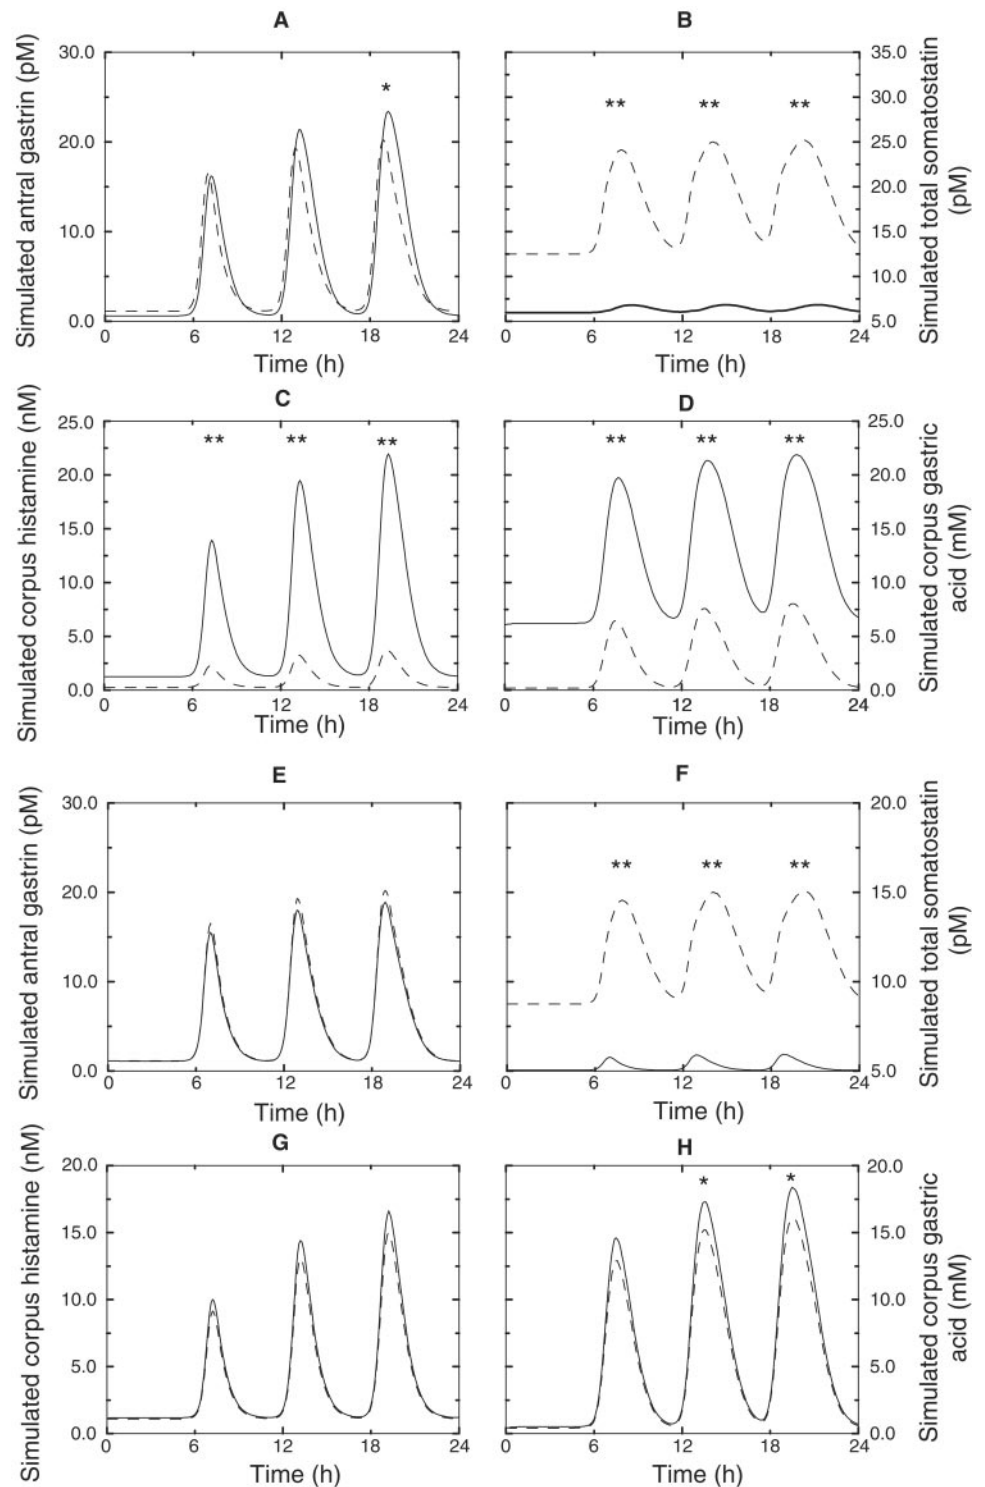 A
B
Simulated antral gastrin (pM)
30.0
20.0
10.0
0.0
*
0
6
12
18
24
Time (h)
** ** **
35.0
30.0
25.0
20.0
15.0
10.0
5.0
Simulated total somatostatin
(pM)
0
6
12
18
24
Time (h)
C
D
Simulated corpus histamine (nM)
25.0
20.0
15.0
10.0
5.0
0.0
** ** **
0
6
12
18
24
Time (h)
** ** **
25.0
20.0
15.0
10.0
5.0
0.0
Simulated corpus gastric
acid (mM)
0
6
12
18
24
Time (h)
E
F
Simulated antral gastrin (pM)
30.0
20.0
10.0
0.0
0
6
12
18
24
Time (h)
** ** **
20.0
15.0
10.0
5.0
Simulated total somatostatin
(pM)
0
6
12
18
24
Time (h)
G
H
Simulated corpus histamine (nM)
20.0
15.0
10.0
5.0
0.0
0
6
12
18
24
Time (h)
* *
20.0
15.0
10.0
5.0
0.0
Simulated corpus gastric
acid (mM)
0
6
12
18
24
Time (h)